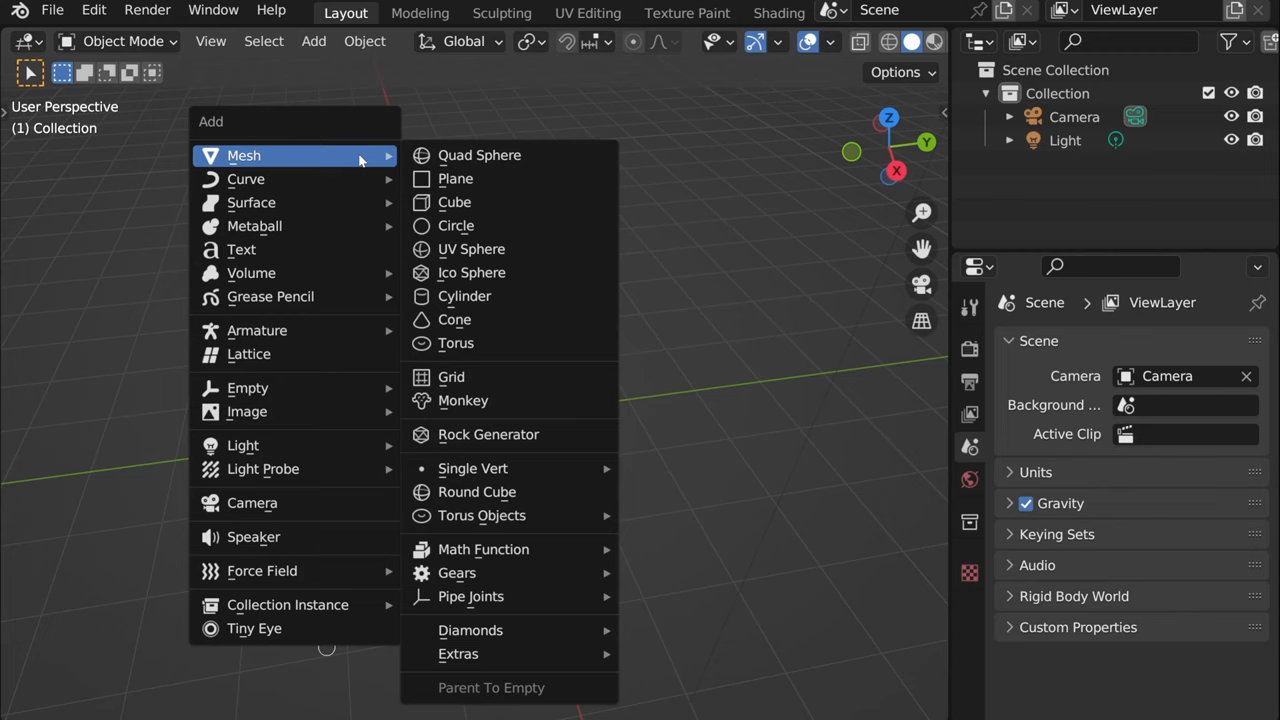 File Edit Render Window Help Layout Modeling Sculpting UV Editing Texture Paint Shading Scene ViewLayer
Object Mode View Select Add Object Global
Options
User Perspective
(1) Collection
Add
Mesh
Curve
Surface
Metaball
Text
Volume
Grease Pencil
Armature
Lattice
Empty
Image
Light
Light Probe
Camera
Speaker
Force Field
Collection Instance
Tiny Eye
Quad Sphere
Plane
Cube
Circle
UV Sphere
Ico Sphere
Cylinder
Cone
Torus
Grid
Monkey
Rock Generator
Single Vert
Round Cube
Torus Objects
Math Function
Gears
Pipe Joints
Diamonds
Extras
Parent To Empty
Z
Y
X
Scene Collection
Collection
Camera
Light
Scene > ViewLayer
Scene
Camera Camera
Background ...
Active Clip
Units
Gravity
Keying Sets
Audio
Rigid Body World
Custom Properties